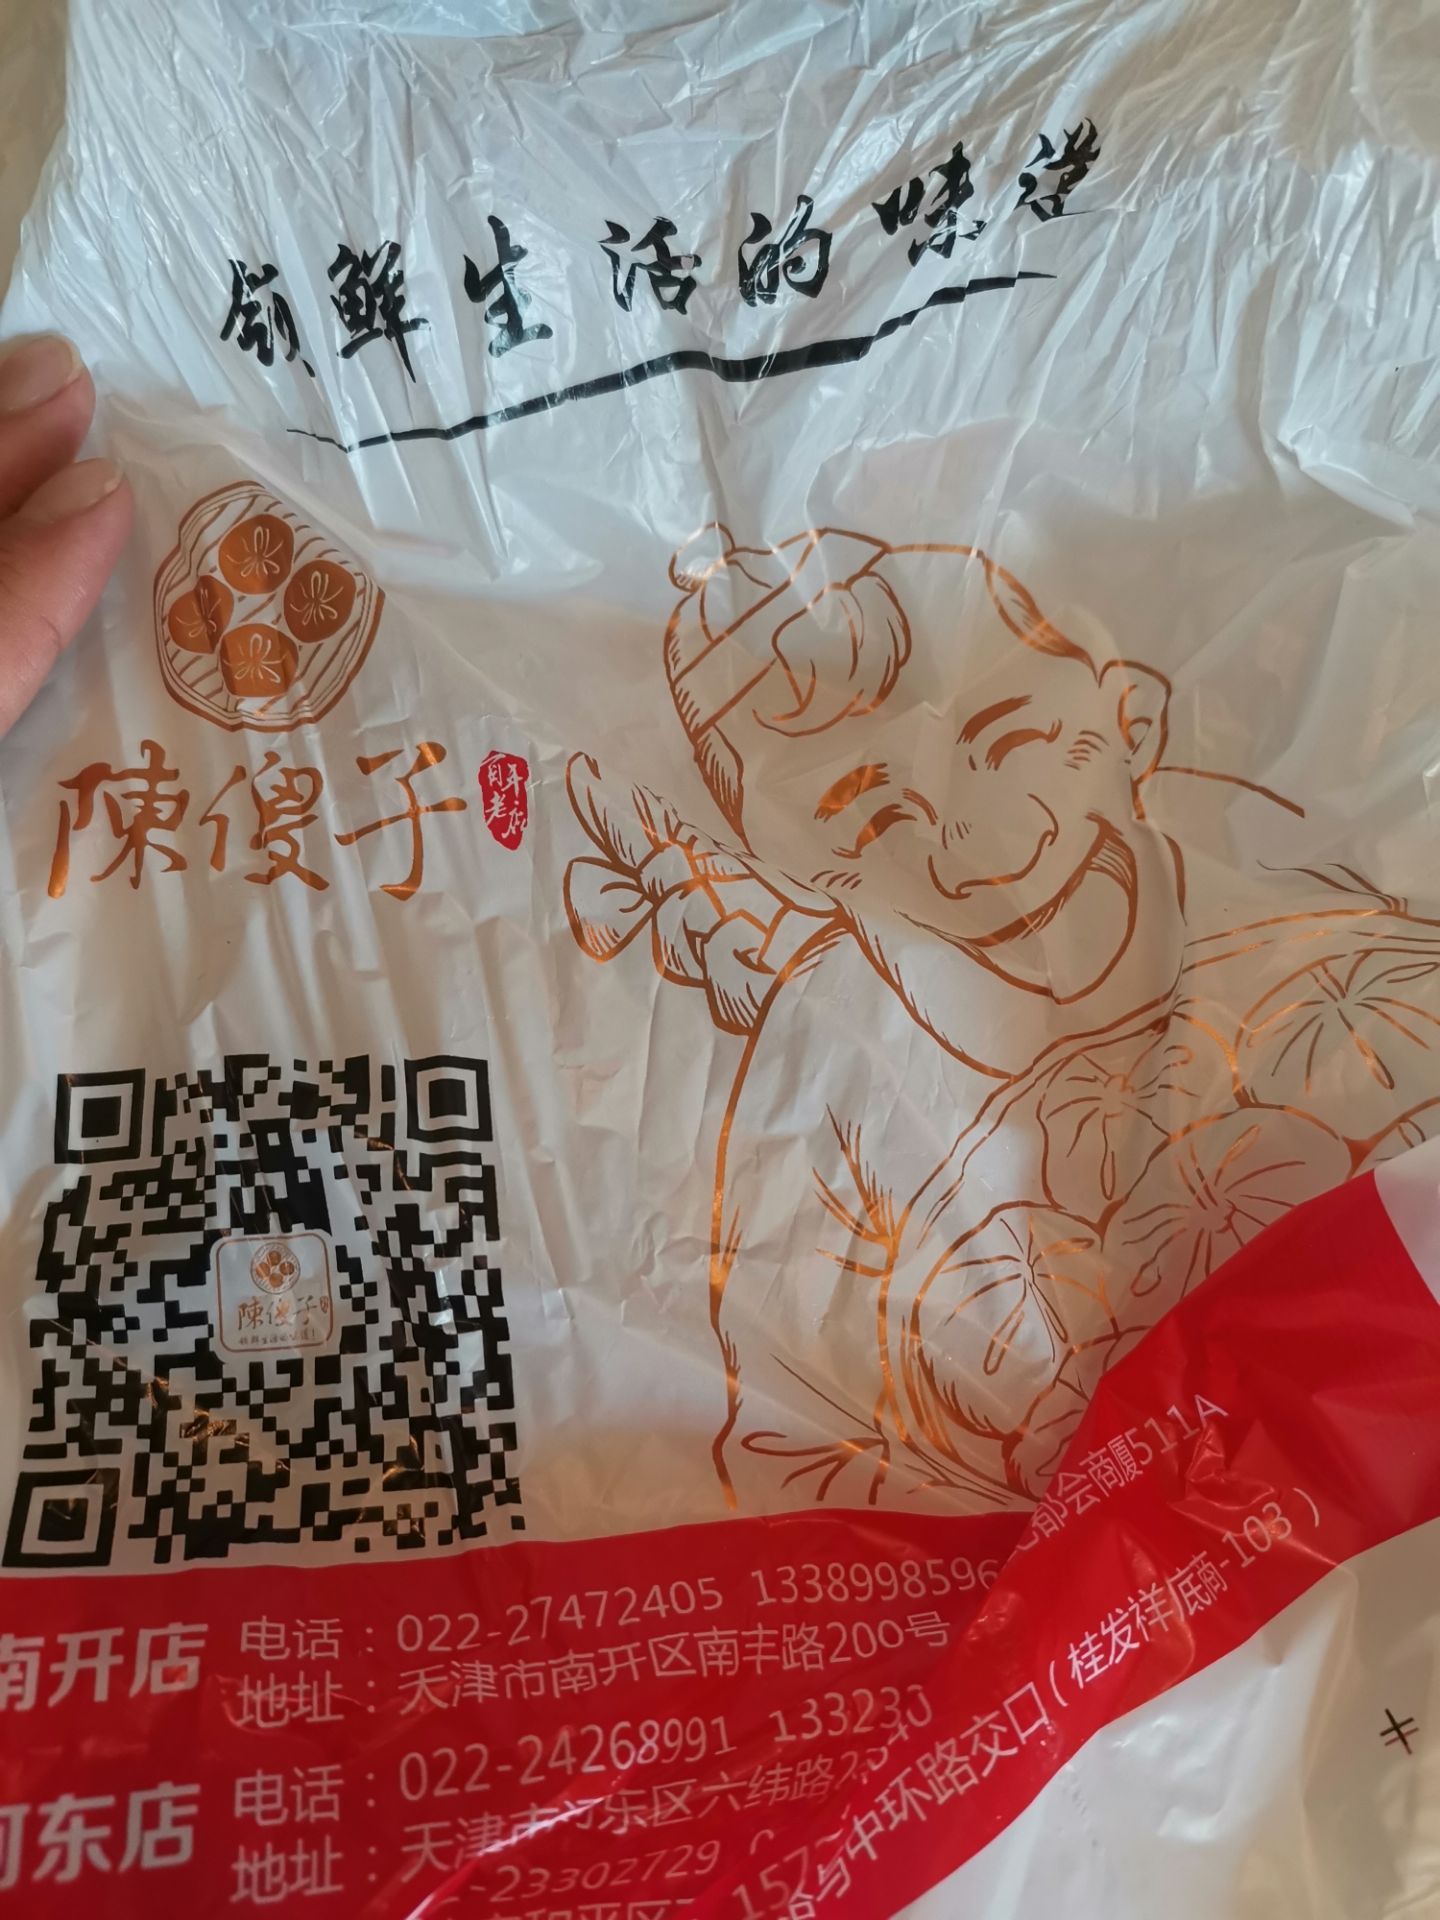 领鲜生活的味道
陳傻子
百年老店
陳傻子
领鲜生活的味道!
南开店 电话:022-27472405 1338998596
地址:天津市南开区南丰路200号
河东店 电话:022-24268991 133230
地址:天津市河东区六纬路
-23302729
都会商厦511A
157
与中环路交口(桂发祥底商-103)